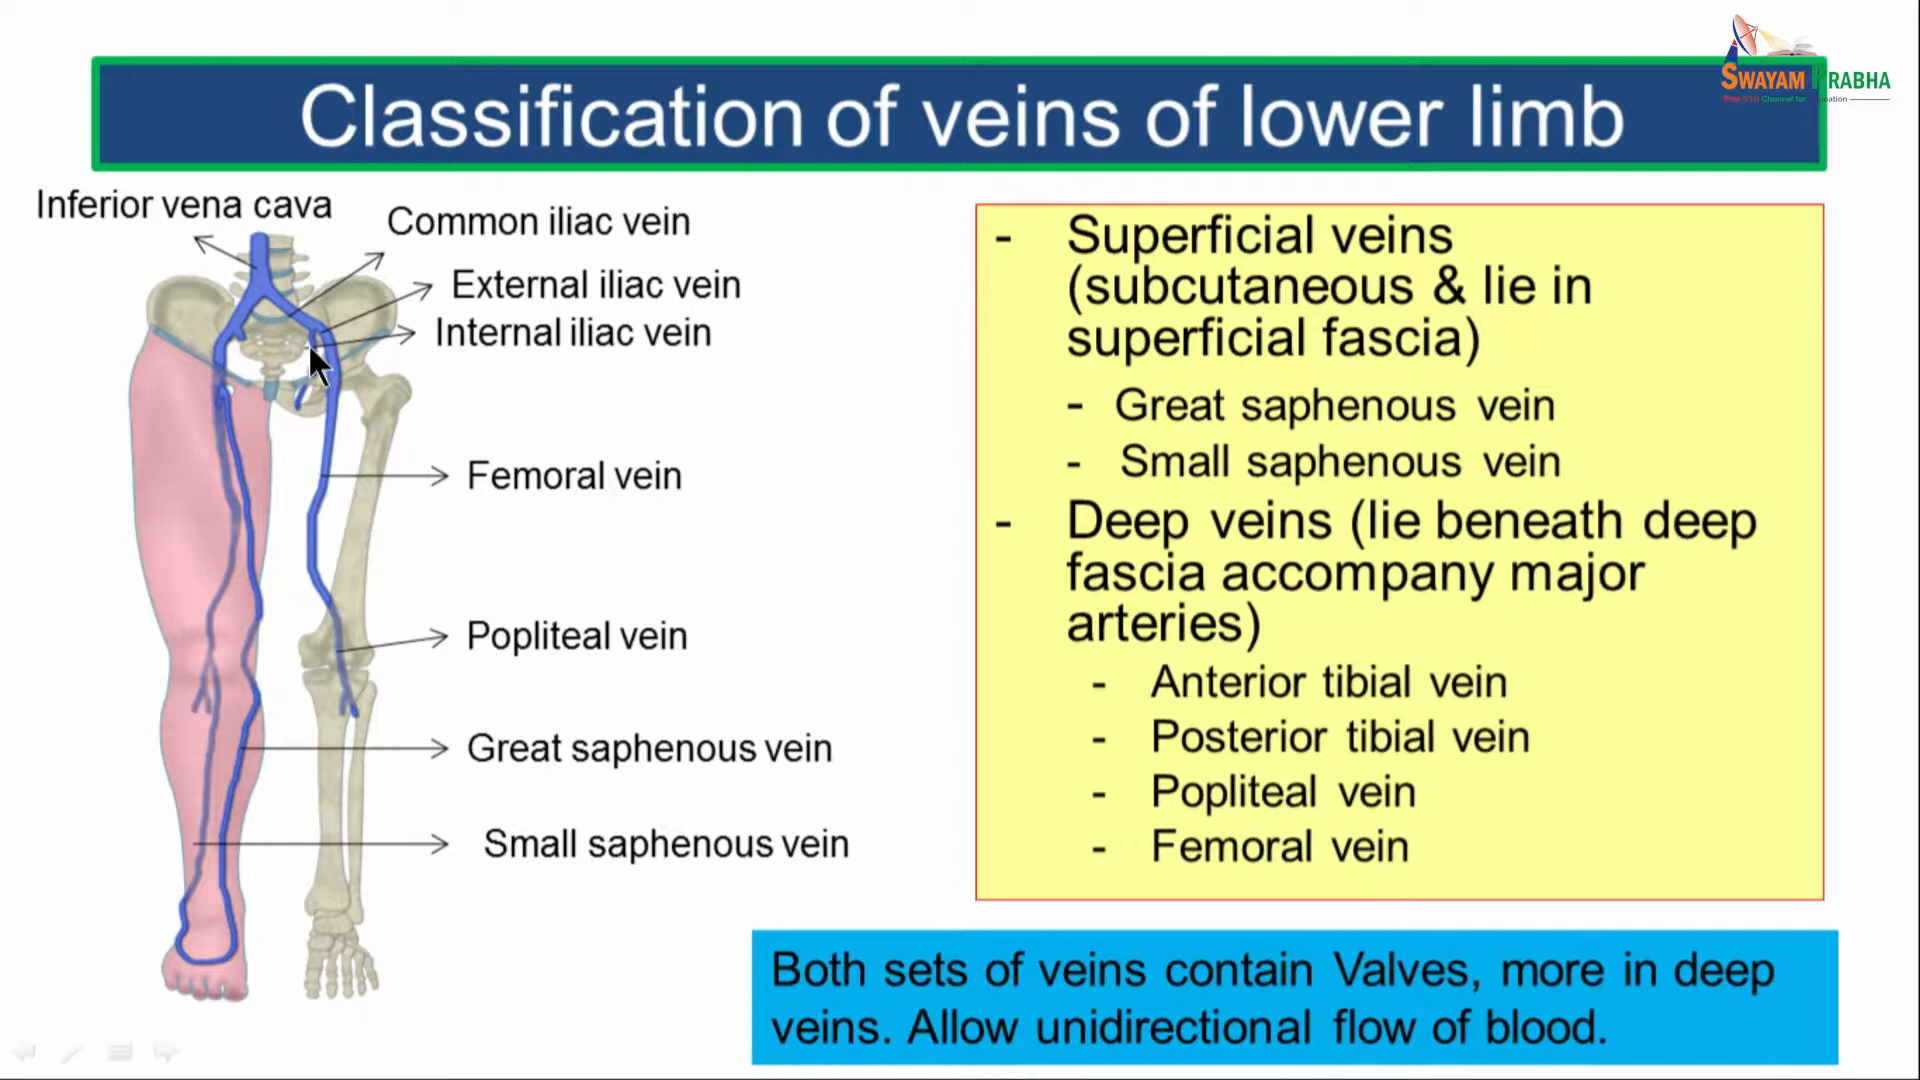 SWAYAM PRABHA
Classification of veins of lower limb
Inferior vena cava
Common iliac vein
External iliac vein
Internal iliac vein
Femoral vein
Popliteal vein
Great saphenous vein
Small saphenous vein
- Superficial veins
(subcutaneous & lie in
superficial fascia)
- Great saphenous vein
- Small saphenous vein
- Deep veins (lie beneath deep
fascia accompany major
arteries)
- Anterior tibial vein
- Posterior tibial vein
- Popliteal vein
- Femoral vein
Both sets of veins contain Valves, more in deep
veins. Allow unidirectional flow of blood.